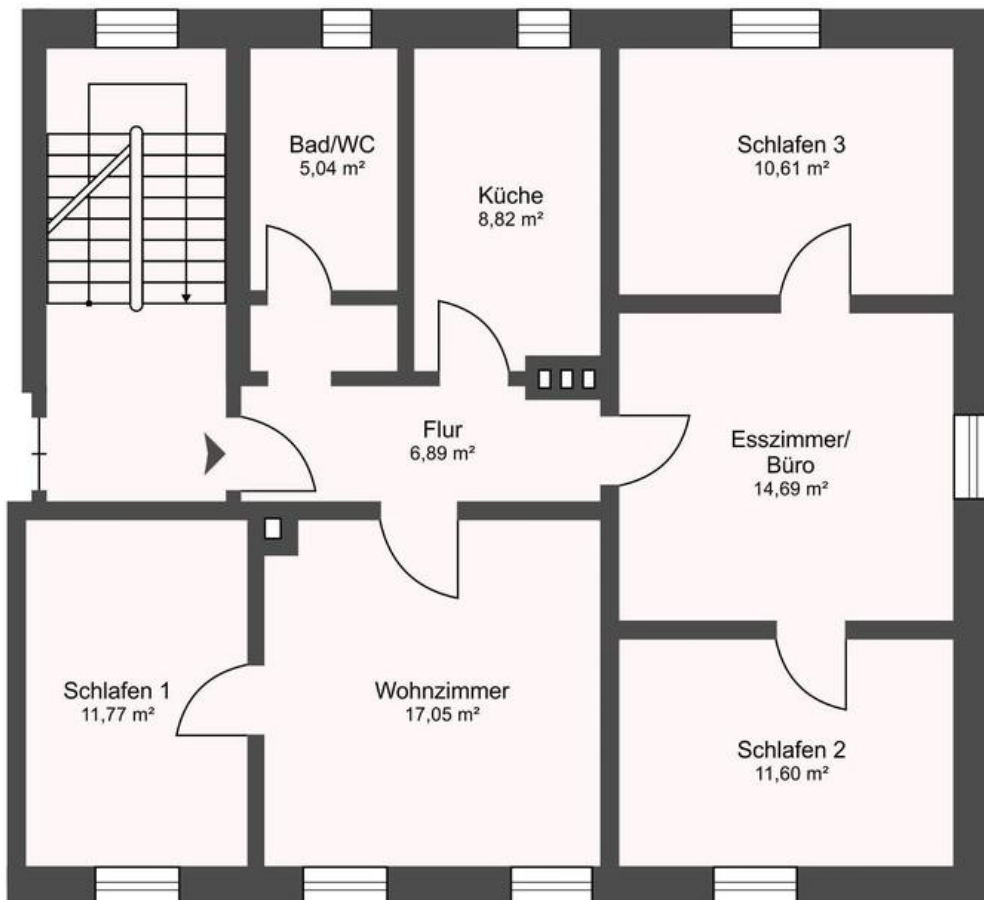 Bad/WC
5,04 m²
Küche
8,82 m²
Schlafen 3
10,61 m²
Flur
6,89 m²
Esszimmer/
Büro
14,69 m²
Schlafen 1
11,77 m²
Wohnzimmer
17,05 m²
Schlafen 2
11,60 m²